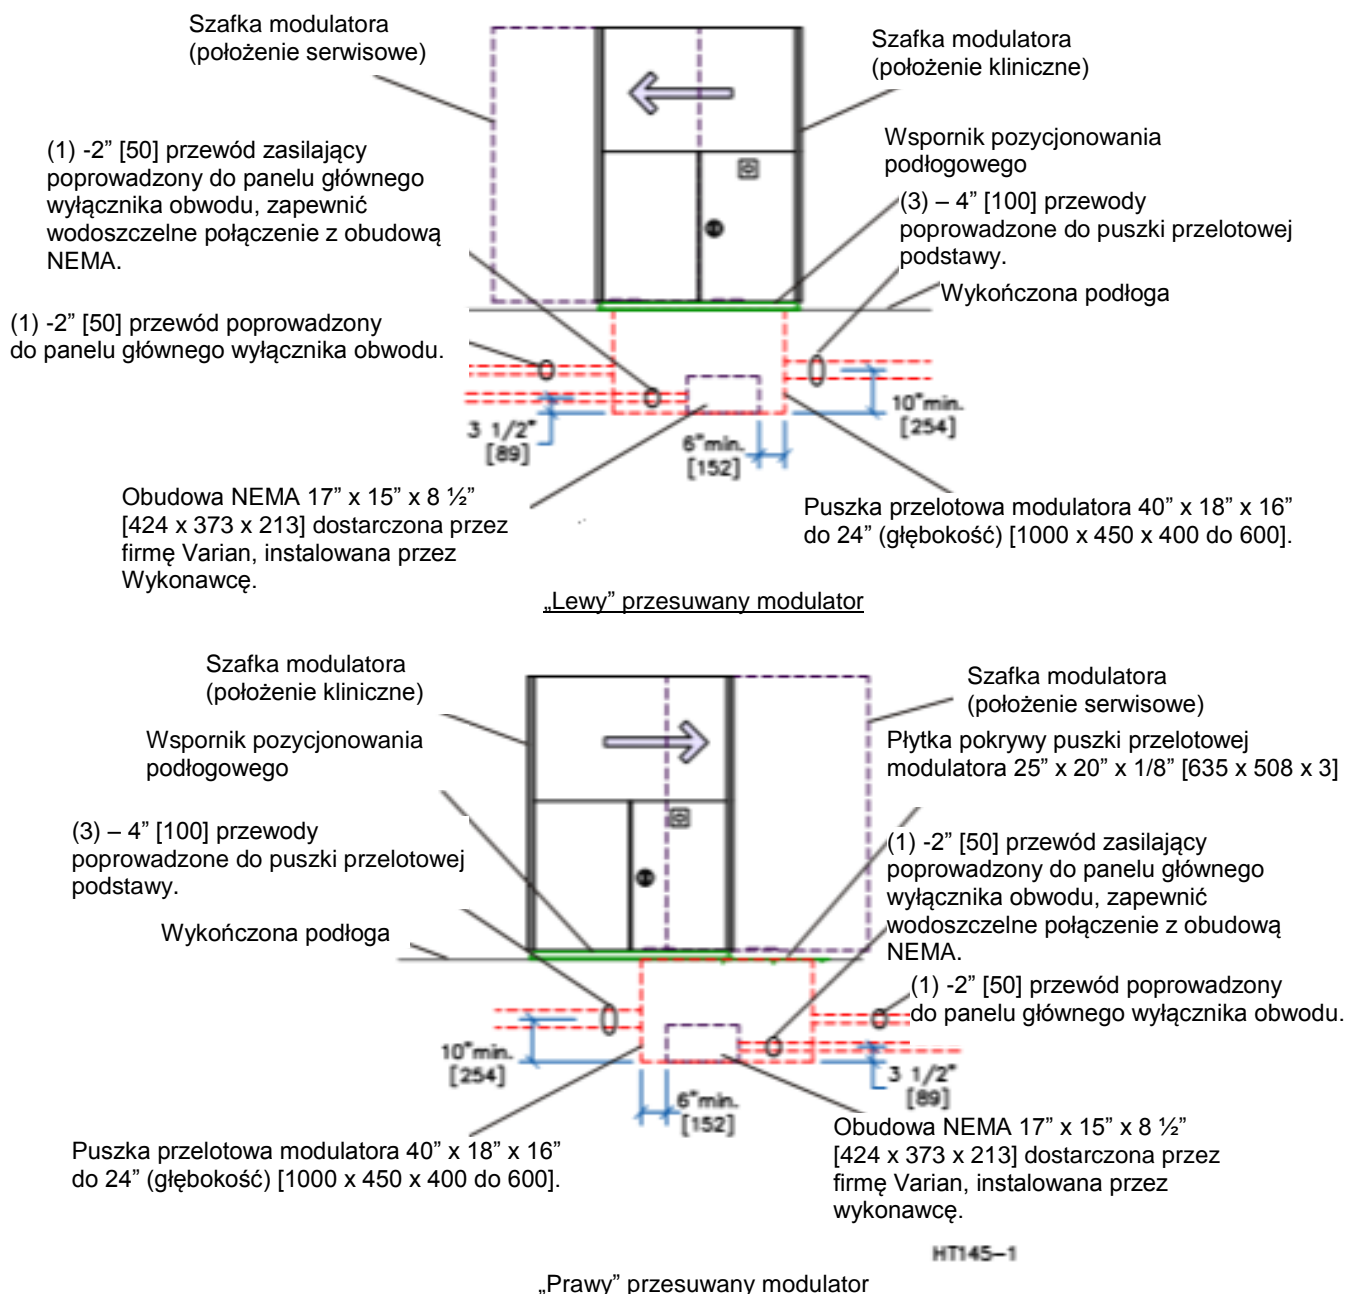 Szafka modulatora
(położenie serwisowe)
Szafka modulatora
(położenie kliniczne)
(1) -2” [50] przewód zasilający
poprowadzony do panelu głównego
wyłącznika obwodu, zapewnić
wodoszczelne połączenie z obudową
NEMA.
Wspornik pozycjonowania
podłogowego
(3) – 4” [100] przewody
poprowadzone do puszki przelotowej
podstawy.
Wykończona podłoga
(1) -2” [50] przewód poprowadzony
do panelu głównego wyłącznika obwodu.
3 1/2"
[89]
6"min.
[152]
10"min.
[254]
Obudowa NEMA 17” x 15” x 8 ½”
[424 x 373 x 213] dostarczona przez
firmę Varian, instalowana przez
Wykonawcę.
Puszka przelotowa modulatora 40” x 18” x 16”
do 24” (głębokość) [1000 x 450 x 400 do 600].
„Lewy” przesuwany modulator
Szafka modulatora
(położenie kliniczne)
Szafka modulatora
(położenie serwisowe)
Wspornik pozycjonowania
podłogowego
Płytka pokrywy puszki przelotowej
modulatora 25” x 20” x 1/8” [635 x 508 x 3]
(3) – 4” [100] przewody
poprowadzone do puszki przelotowej
podstawy.
(1) -2” [50] przewód zasilający
poprowadzony do panelu głównego
wyłącznika obwodu, zapewnić
wodoszczelne połączenie z obudową
NEMA.
Wykończona podłoga
(1) -2” [50] przewód poprowadzony
do panelu głównego wyłącznika obwodu.
10"min.
[254]
6"min.
[152]
3 1/2"
[89]
Puszka przelotowa modulatora 40” x 18” x 16”
do 24” (głębokość) [1000 x 450 x 400 do 600].
Obudowa NEMA 17” x 15” x 8 ½”
[424 x 373 x 213] dostarczona przez
firmę Varian, instalowana przez
wykonawcę.
HT145-1
„Prawy” przesuwany modulator